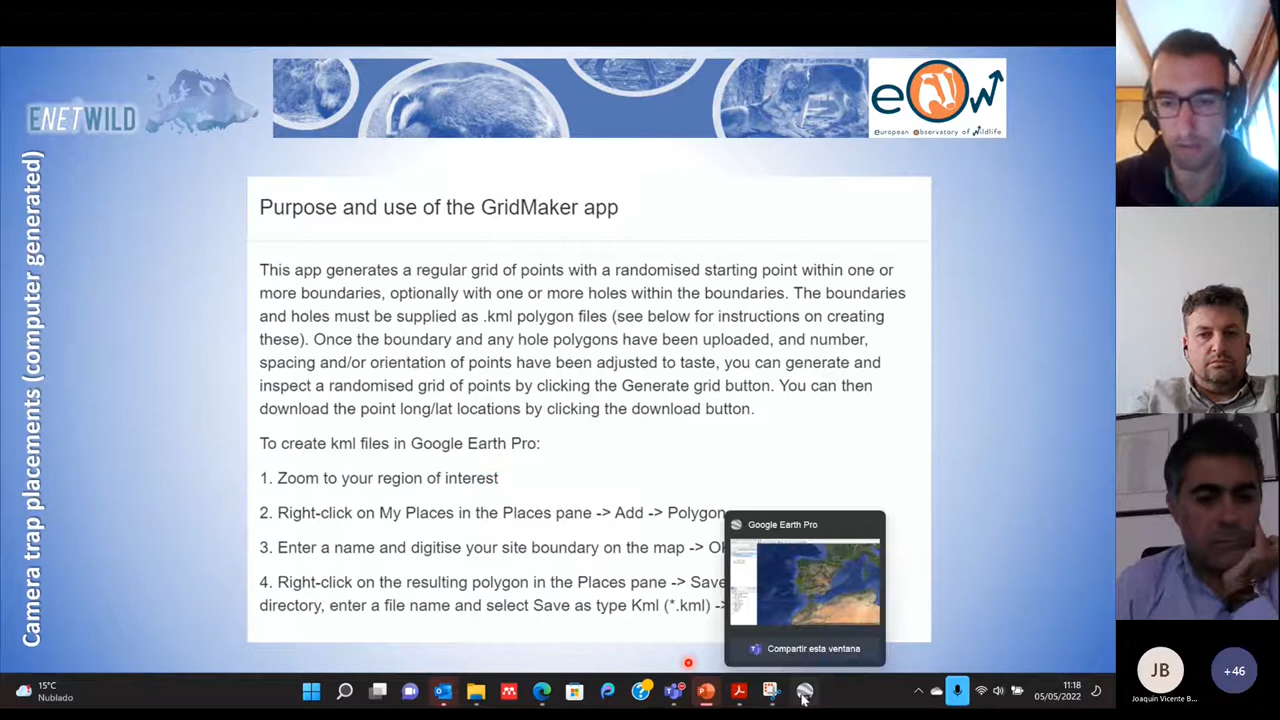 ENETWILD
eOW
european observatory of wildlife
Camera trap placements (computer generated)
Purpose and use of the GridMaker app
This app generates a regular grid of points with a randomised starting point within one or
more boundaries, optionally with one or more holes within the boundaries. The boundaries
and holes must be supplied as .kml polygon files (see below for instructions on creating
these). Once the boundary and any hole polygons have been uploaded, and number,
spacing and/or orientation of points have been adjusted to taste, you can generate and
inspect a randomised grid of points by clicking the Generate grid button. You can then
download the point long/lat locations by clicking the download button.
To create kml files in Google Earth Pro:
1. Zoom to your region of interest
2. Right-click on My Places in the Places pane -> Add -> Polygon
3. Enter a name and digitise your site boundary on the map ->
4. Right-click on the resulting polygon in the Places pane -> Save
directory, enter a file name and select Save as type Kml (*.kml) ->
Google Earth Pro
Compartir esta ventana
JB
Joaquín Vicente B...
+46
15°C
Nublado
11:18
05/05/2022